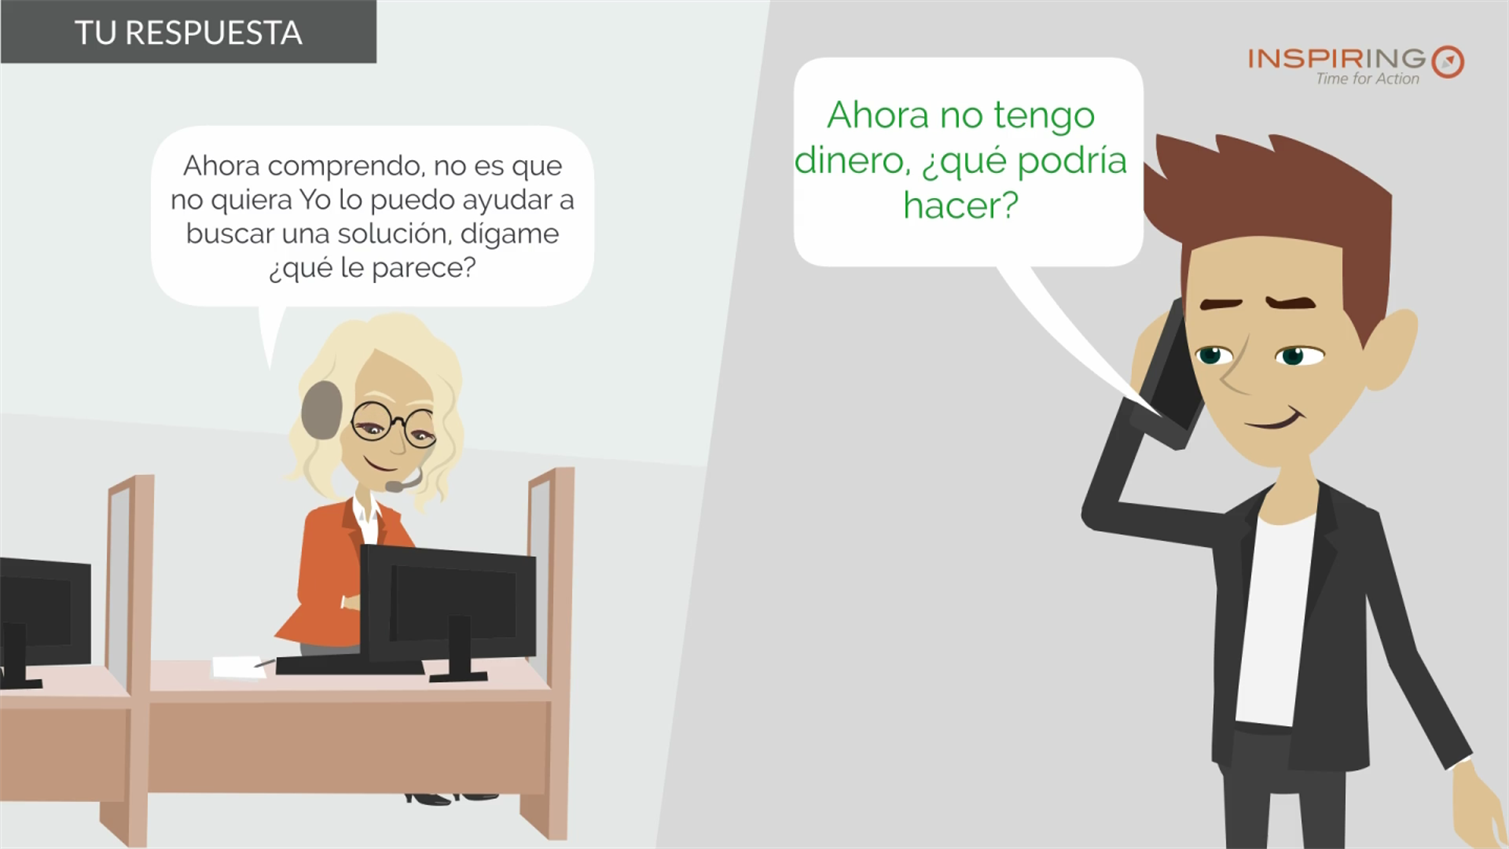 TU RESPUESTA
INSPIRING
Time for Action
Ahora comprendo, no es que
no quiera Yo lo puedo ayudar a
buscar una solución, dígame
¿qué le parece?
Ahora no tengo
dinero, ¿qué podría
hacer?